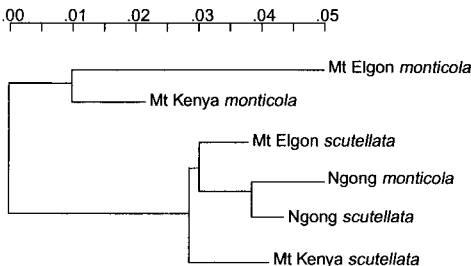 .00 .01 .02 .03 .04 .05
Mt Elgon monticola
Mt Kenya monticola
Mt Elgon scutellata
Ngong monticola
Ngong scutellata
Mt Kenya scutellata